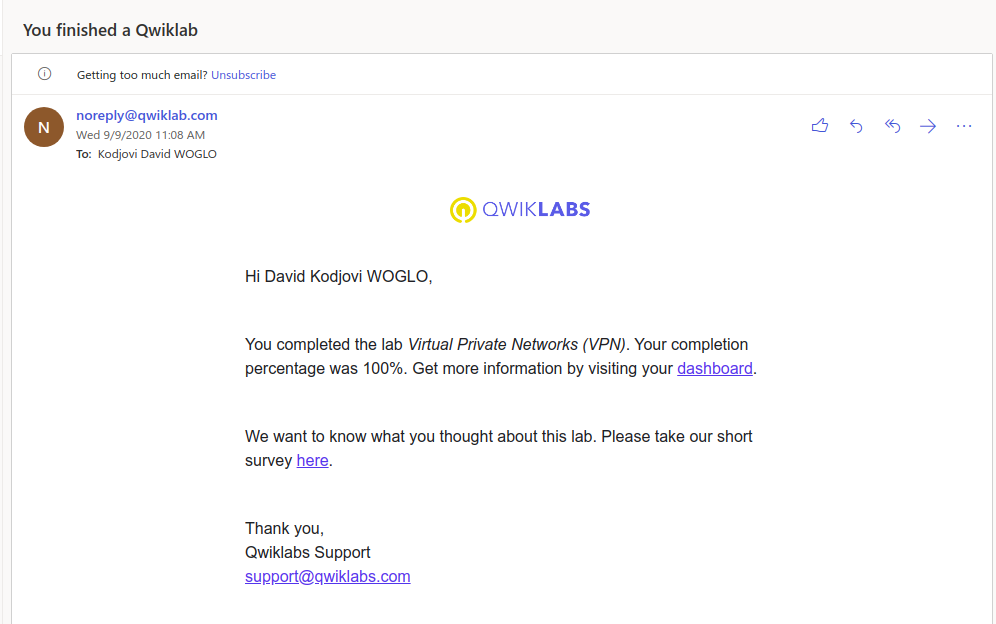 You finished a Qwiklab
Getting too much email? Unsubscribe
N
noreply@qwiklab.com
Wed 9/9/2020 11:08 AM
To: Kodjovi David WOGLO
QWIKLABS
Hi David Kodjovi WOGLO,
You completed the lab Virtual Private Networks (VPN). Your completion
percentage was 100%. Get more information by visiting your dashboard.
We want to know what you thought about this lab. Please take our short
survey here.
Thank you,
Qwiklabs Support
support@qwiklabs.com